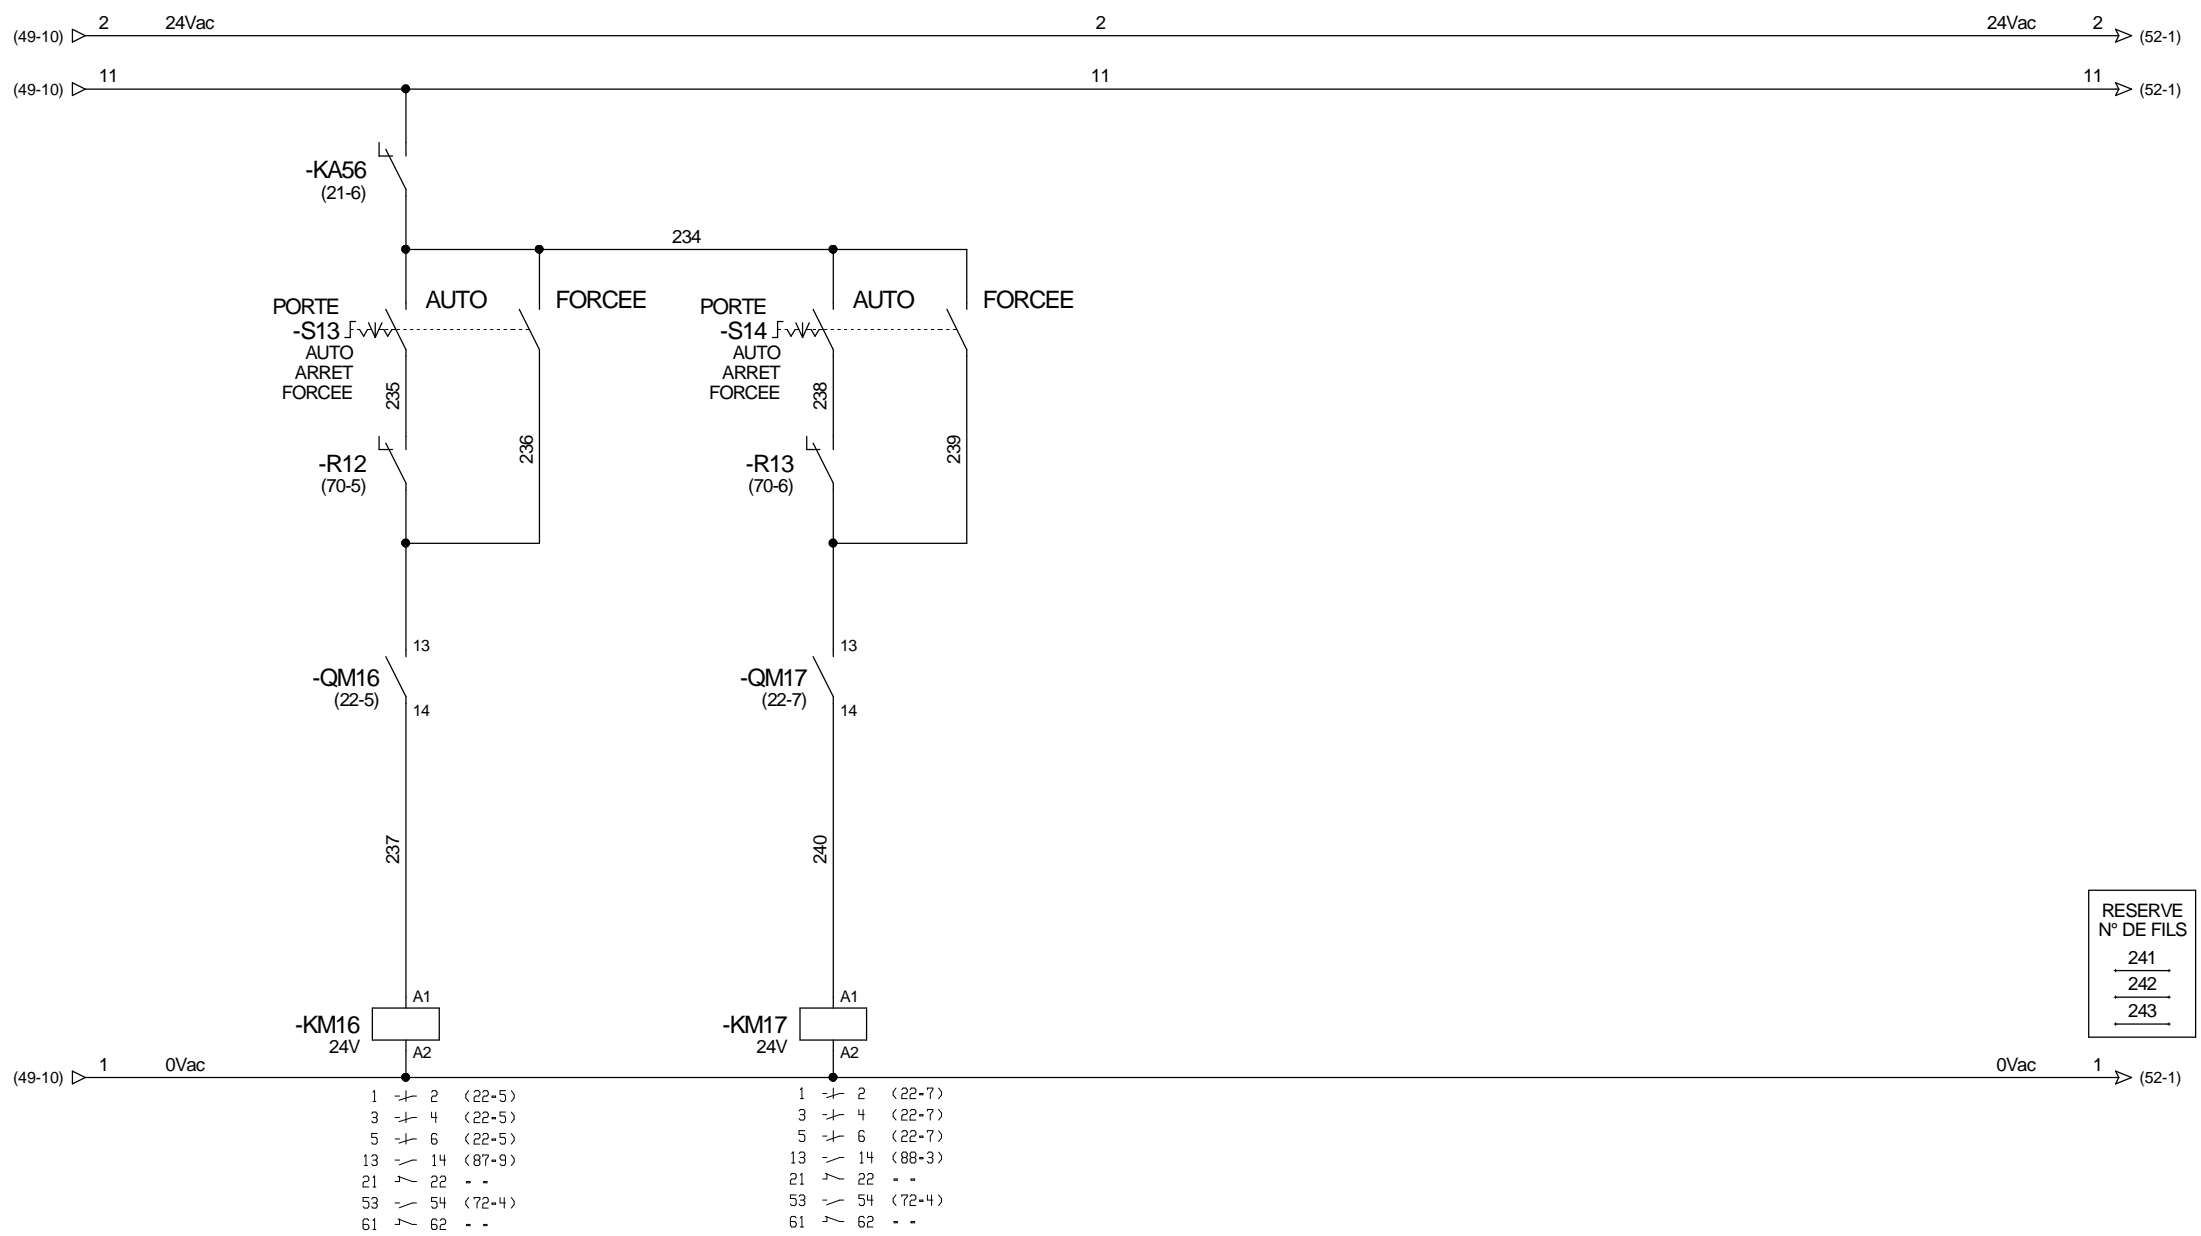 (49-10) 2 24Vac 2 24Vac 2 (52-1)
(49-10) 11 11 11 (52-1)
-KA56
(21-6)
234
PORTE AUTO FORCEE
-S13
AUTO
ARRET
FORCEE
235
236
-R12
(70-5)
PORTE AUTO FORCEE
-S14
AUTO
ARRET
FORCEE
238
239
-R13
(70-6)
13
-QM16
(22-5)
14
13
-QM17
(22-7)
14
237
240
A1
-KM16
24V
A2
A1
-KM17
24V
A2
RESERVE
N° DE FILS
241
242
243
(49-10) 1 0Vac 0Vac 1 (52-1)
1 2 (22-5)
3 4 (22-5)
5 6 (22-5)
13 14 (87-9)
21 22 - -
53 54 (72-4)
61 62 - -
1 2 (22-7)
3 4 (22-7)
5 6 (22-7)
13 14 (88-3)
21 22 - -
53 54 (72-4)
61 62 - -